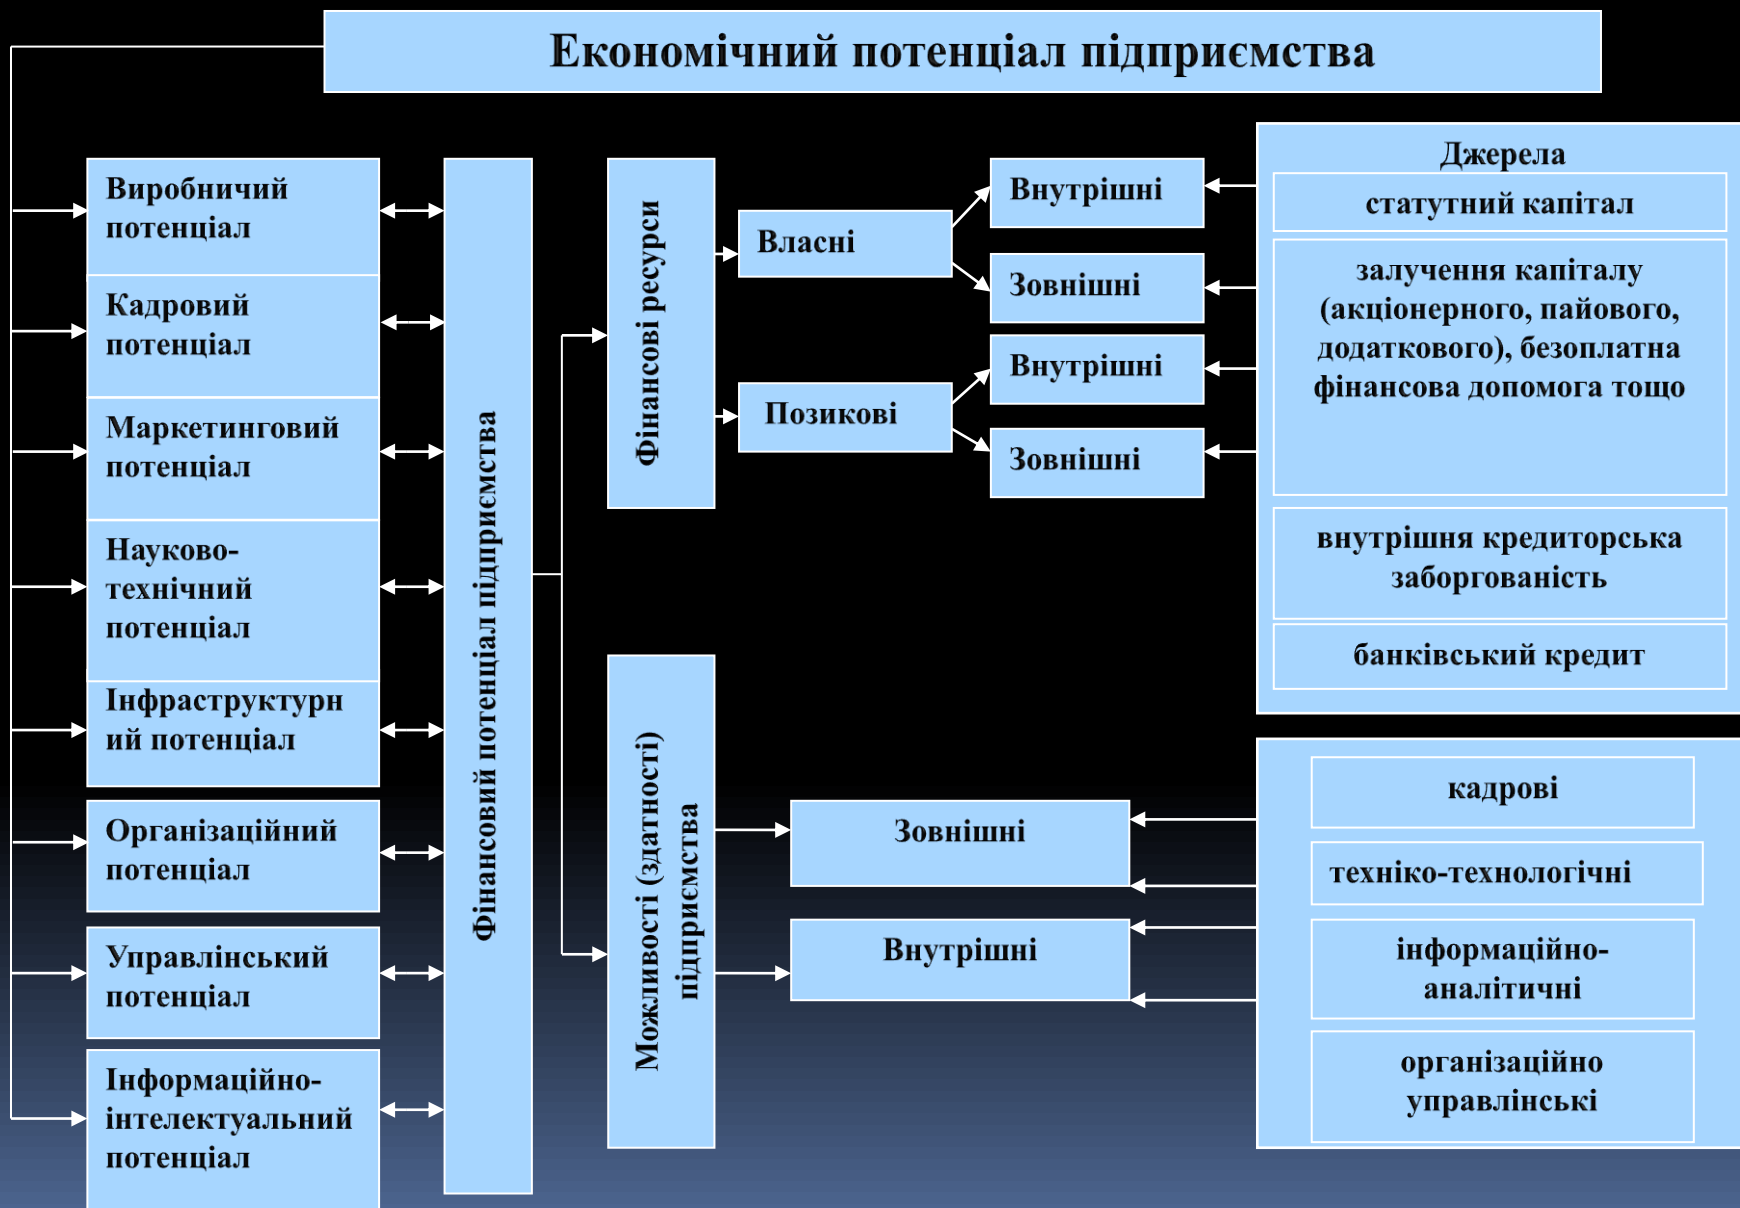 Економічний потенціал підприємства
Виробничий
потенціал
Кадровий
потенціал
Маркетинговий
потенціал
Науково-
технічний
потенціал
Інфраструктурн
ий потенціал
Організаційний
потенціал
Управлінський
потенціал
Інформаційно-
інтелектуальний
потенціал
Фінансовий потенціал підприємства
Фінансові ресурси
Власні
Позикові
Внутрішні
Зовнішні
Внутрішні
Зовнішні
Джерела
статутний капітал
залучення капіталу
(акціонерного, пайового,
додаткового), безоплатна
фінансова допомога тощо
внутрішня кредиторська
заборгованість
банківський кредит
Можливості (здатності)
підприємства
Зовнішні
Внутрішні
кадрові
техніко-технологічні
інформаційно-
аналітичні
організаційно
управлінські